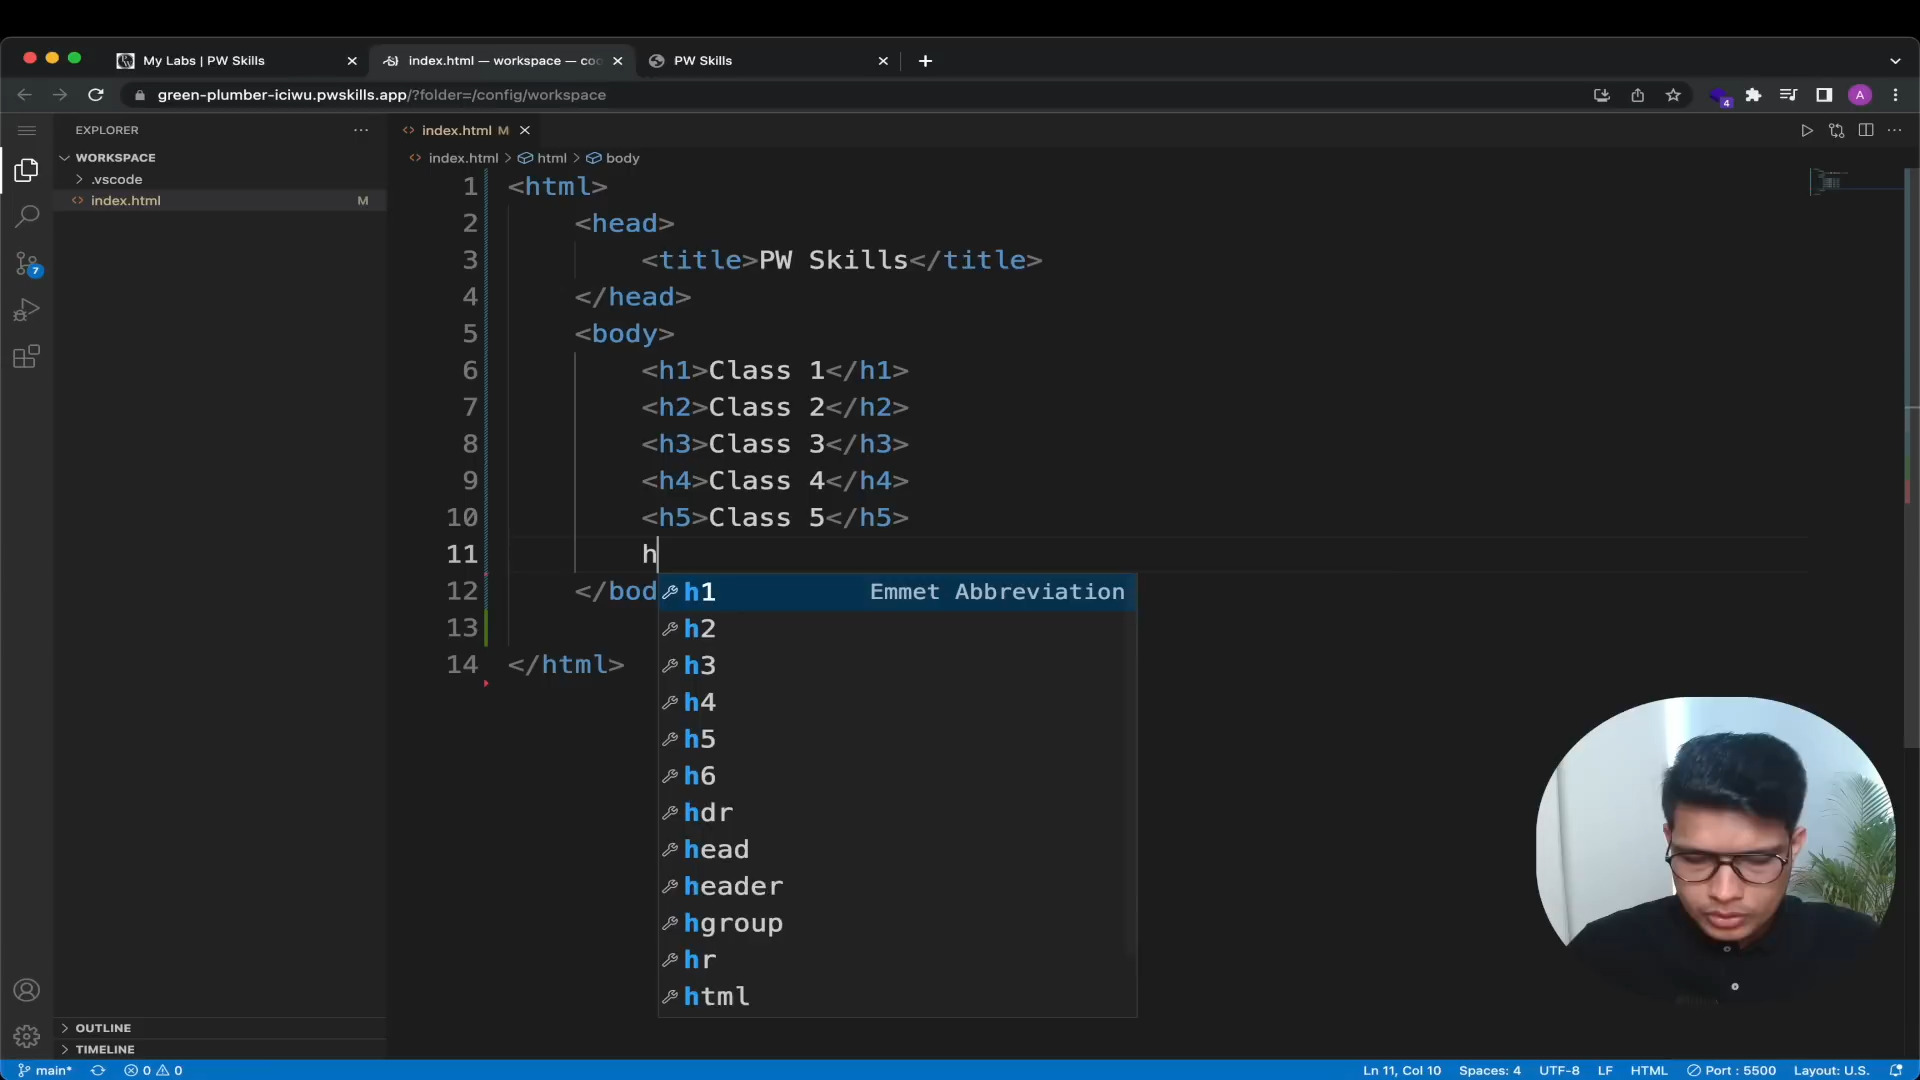 My Labs | PW Skills
index.html — workspace — co
PW Skills
green-plumber-iciwu.pwskills.app/?folder=/config/workspace
4
A
EXPLORER
index.html M
WORKSPACE
index.html > html > body
.vscode
index.html M
7
1 <html>
2 <head>
3 <title>PW Skills</title>
4 </head>
5 <body>
6 <h1>Class 1</h1>
7 <h2>Class 2</h2>
8 <h3>Class 3</h3>
9 <h4>Class 4</h4>
10 <h5>Class 5</h5>
11 h
12 </bod
13
14 </html>
h1 Emmet Abbreviation
h2
h3
h4
h5
h6
hdr
head
header
hgroup
hr
html
OUTLINE
TIMELINE
main* 0 0 Ln 11, Col 10 Spaces: 4 UTF-8 LF HTML Port : 5500 Layout: U.S.